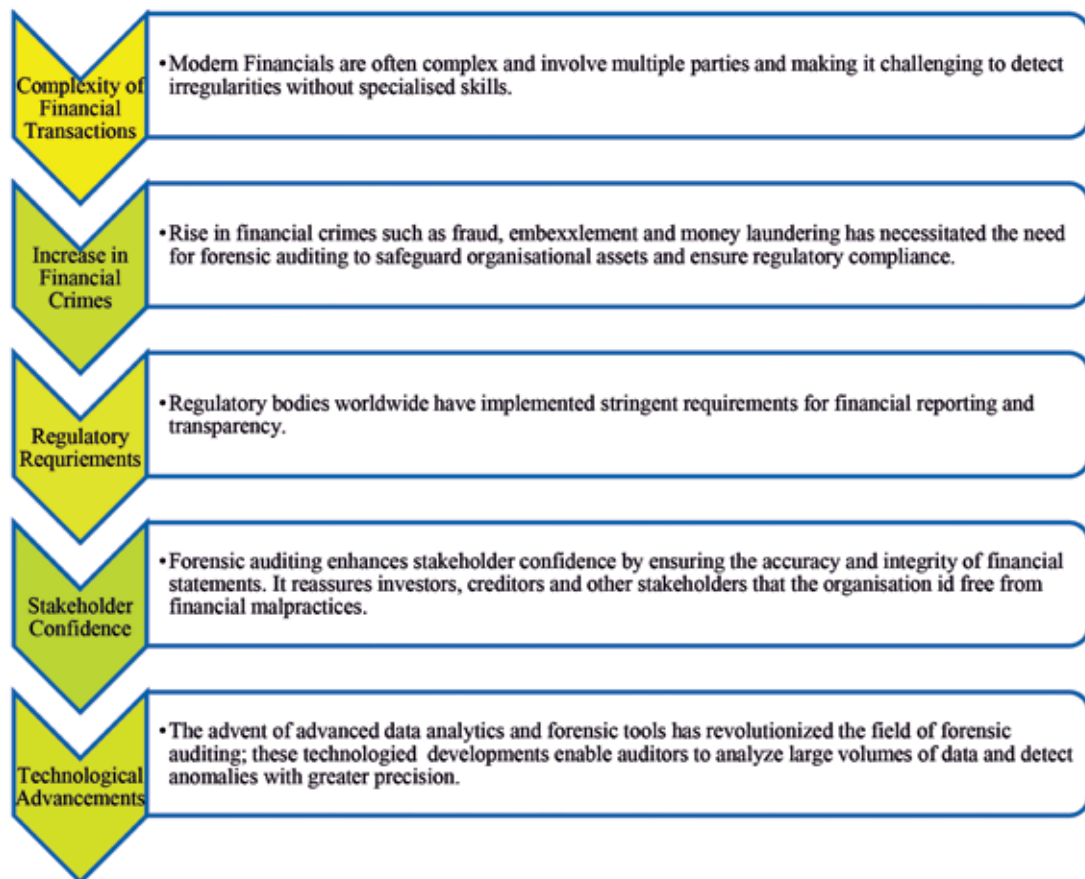 Complexity of
Financial
Transactions
•Modern Financials are often complex and involve multiple parties and making it challenging to detect
irregularities without specialised skills.
Increase in
Financial
Crimes
•Rise in financial crimes such as fraud, embexxlement and money laundering has necessitated the need
for forensic auditing to safeguard organisational assets and ensure regulatory compliance.
Regulatory
Requriements
•Regulatory bodies worldwide have implemented stringent requirements for financial reporting and
transparency.
Stakeholder
Confidence
•Forensic auditing enhances stakeholder confidence by ensuring the accuracy and integrity of financial
statements. It reassures investors, creditors and other stakeholders that the organisation id free from
financial malpractices.
Technological
Advancements
•The advent of advanced data analytics and forensic tools has revolutionized the field of forensic
auditing; these technologied developments enable auditors to analyze large volumes of data and detect
anomalies with greater precision.